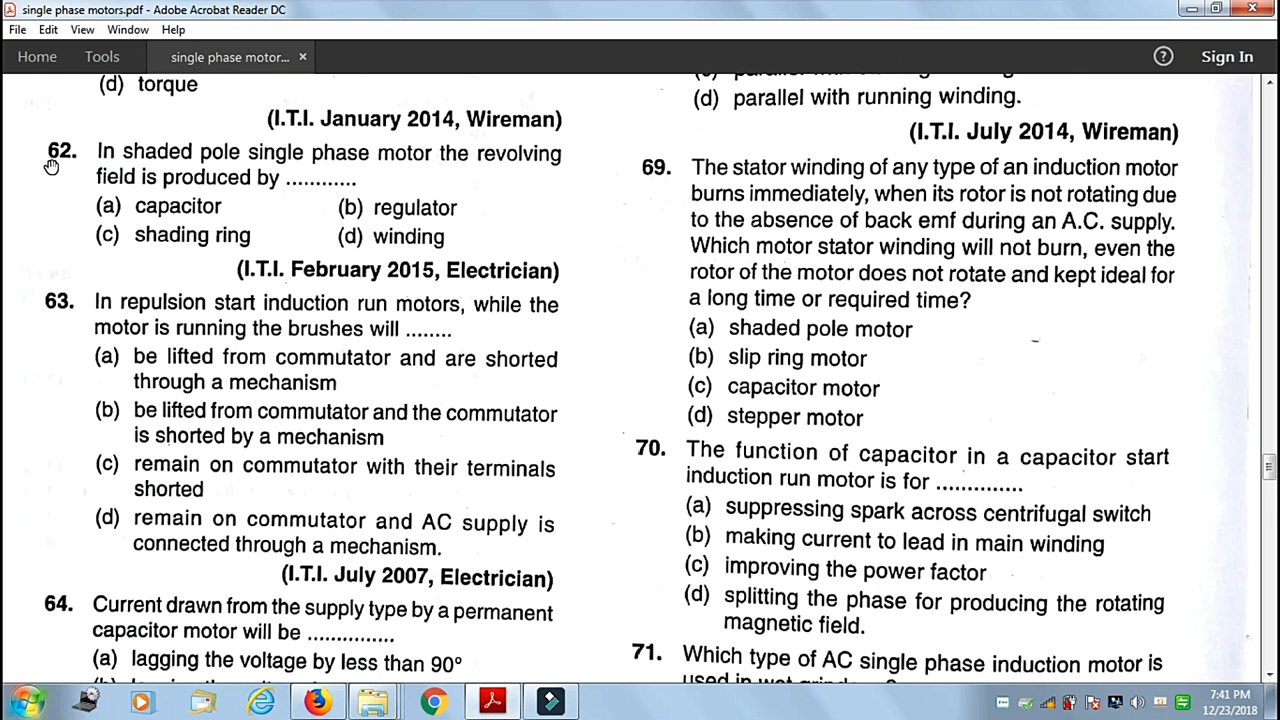 single phase motors.pdf - Adobe Acrobat Reader DC
File Edit View Window Help
Home Tools single phase motor... × ? Sign In
(d) torque
(I.T.I. January 2014, Wireman)
62. In shaded pole single phase motor the revolving
field is produced by ............
(a) capacitor (b) regulator
(c) shading ring (d) winding
(I.T.I. February 2015, Electrician)
63. In repulsion start induction run motors, while the
motor is running the brushes will ........
(a) be lifted from commutator and are shorted
through a mechanism
(b) be lifted from commutator and the commutator
is shorted by a mechanism
(c) remain on commutator with their terminals
shorted
(d) remain on commutator and AC supply is
connected through a mechanism.
(I.T.I. July 2007, Electrician)
64. Current drawn from the supply type by a permanent
capacitor motor will be ...............
(a) lagging the voltage by less than 90º
(d) parallel with running winding.
(I.T.I. July 2014, Wireman)
69. The stator winding of any type of an induction motor
burns immediately, when its rotor is not rotating due
to the absence of back emf during an A.C. supply.
Which motor stator winding will not burn, even the
rotor of the motor does not rotate and kept ideal for
a long time or required time?
(a) shaded pole motor
(b) slip ring motor
(c) capacitor motor
(d) stepper motor
70. The function of capacitor in a capacitor start
induction run motor is for ..............
(a) suppressing spark across centrifugal switch
(b) making current to lead in main winding
(c) improving the power factor
(d) splitting the phase for producing the rotating
magnetic field.
71. Which type of AC single phase induction motor is
used in wet
7:41 PM
12/23/2018